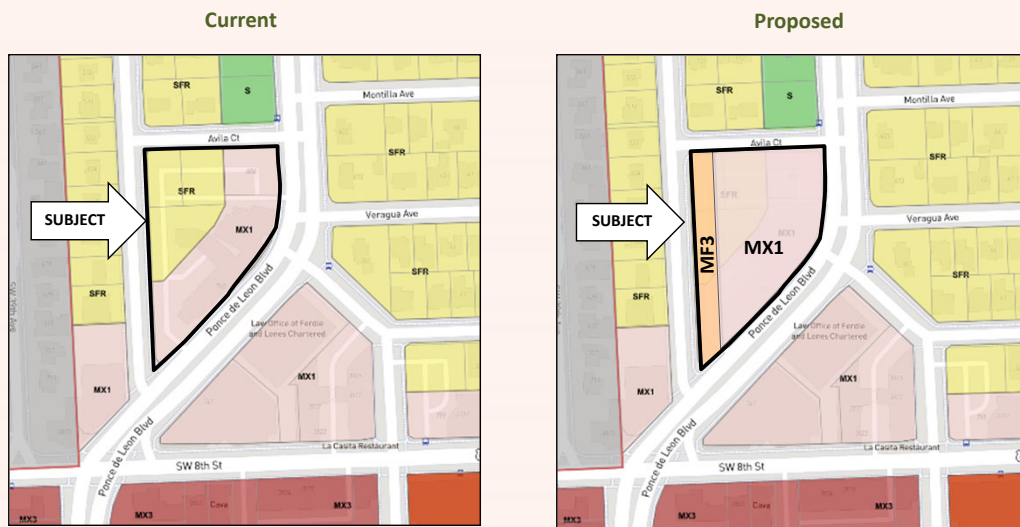 Current
Proposed
SFR
S
Montilla Ave
Avila Ct
SFR
SFR
SUBJECT
MX1
Veragua Ave
SFR
SFR
Ponce de Leon Blvd
Law Office of Ferdie
and Lones Chartered
MX1
MX1
La Casita Restaurant
Ponce de Leon Blvd
SW 8th St
Cava
MX3
MX3
MX3
SFR
S
Montilla Ave
Avila Ct
SFR
SFR
SUBJECT
MX1
MF3
MX1
Veragua Ave
SFR
SFR
Ponce de Leon Blvd
Law Office of Ferdie
and Lones Chartered
MX1
MX1
La Casita Restaurant
Ponce de Leon Blvd
SW 8th St
Cava
MX3
MX3
MX3